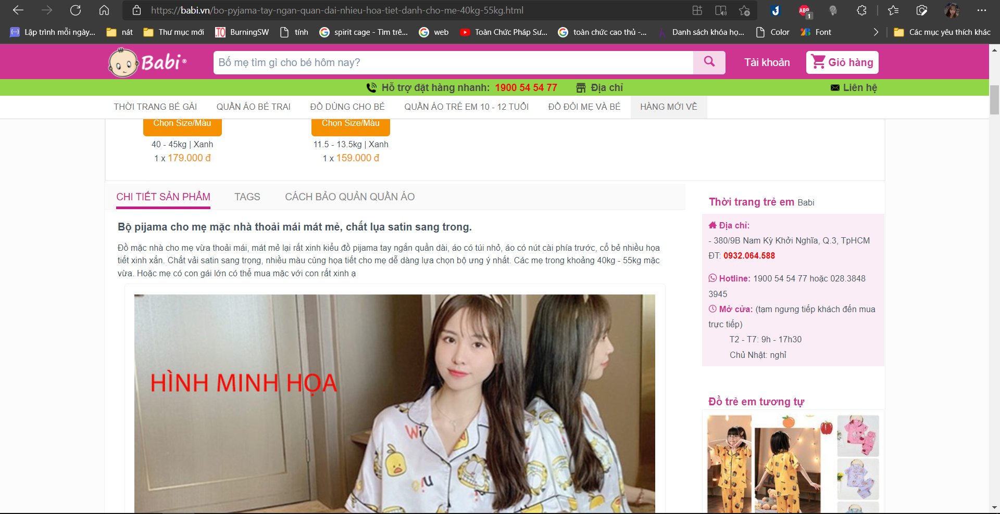 https://babi.vn/bo-pyjama-tay-ngan-quan-dai-nhieu-hoa-tiet-danh-cho-me-40kg-55kg.html
ABP
1
Lập trình mỗi ngày...
nát
Thư mục mới
.TO
BurningSW
tính
spirit cage - Tìm trê...
web
Toàn Chức Pháp Sư...
toàn chức cao thủ -...
Danh sách khóa họ...
Color
Font
Các mục yêu thích khác
Babi®
Bố mẹ tìm gì cho bé hôm nay?
Tài khoản
Giỏ hàng
Hỗ trợ đặt hàng nhanh: 1900 54 54 77
Địa chỉ
Liên hệ
THỜI TRANG BÉ GÁI
QUẦN ÁO BÉ TRAI
ĐỒ DÙNG CHO BÉ
QUẦN ÁO TRẺ EM 10 - 12 TUỔI
ĐỒ ĐÔI MẸ VÀ BÉ
HÀNG MỚI VỀ
Chọn Size/Màu
Chọn Size/Màu
40 - 45kg | Xanh
11.5 - 13.5kg | Xanh
1 x 179.000 đ
1 x 159.000 đ
CHI TIẾT SẢN PHẨM
TAGS
CÁCH BẢO QUẢN QUẦN ÁO
Bộ pijama cho mẹ mặc nhà thoải mái mát mẻ, chất lụa satin sang trong.
Đồ mặc nhà cho mẹ vừa thoải mái, mát mẻ lại rất xinh kiểu đồ pijama tay ngắn quần dài, áo có túi nhỏ, áo có nút cài phía trước, cổ bẻ nhiều họa
tiết xinh xắn. Chất vải satin sang trọng, nhiều màu cùng họa tiết cho mẹ dễ dàng lựa chọn bộ ưng ý nhất. Các mẹ trong khoảng 40kg - 55kg mặc
vừa. Hoặc mẹ có con gái lớn có thể mua mặc với con rất xinh ạ
HÌNH MINH HỌA
Thời trang trẻ em Babi
Địa chỉ:
- 380/9B Nam Kỳ Khởi Nghĩa, Q.3, TpHCM
ĐT: 0932.064.588
Hotline: 1900 54 54 77 hoặc 028.3848
3945
Mở cửa: (tạm ngưng tiếp khách đến mua
trực tiếp)
T2 - T7: 9h - 17h30
Chủ Nhật: nghỉ
Đồ trẻ em tương tự